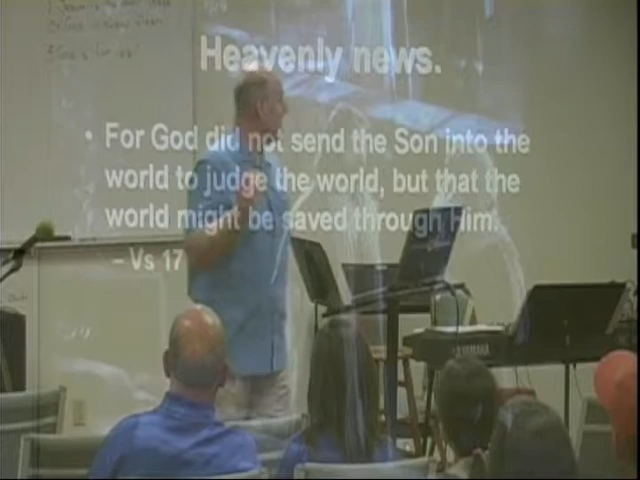 Heavenly news.
• For God did not send the Son into the
world to judge the world, but that the
world might be saved through Him.
– Vs 17
YAMAHA